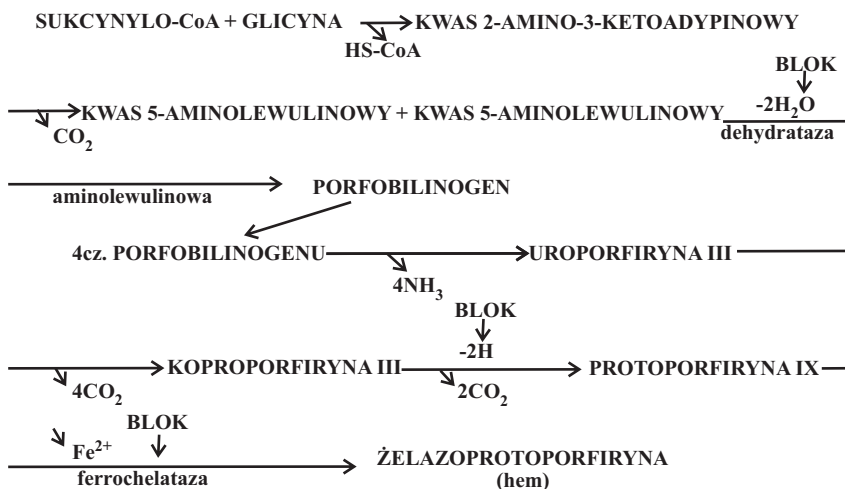 SUKCYNYLO-CoA + GLICYNA KWAS 2-AMINO-3-KETOADYPINOWY
HS-CoA
BLOK
KWAS 5-AMINOLEWULINOWY + KWAS 5-AMINOLEWULINOWY -2H₂O
CO₂ dehydrataza
aminolewulinowa PORFOBILINOGEN
4cz. PORFOBILINOGENU UROPORFIRYNA III
4NH₃
BLOK
-2H
KOPROPORFIRYNA III PROTOPORFIRYNA IX
4CO₂ 2CO₂
BLOK
Fe²⁺
ferrochelataza ŻELAZOPROTOPORFIRYNA
(hem)